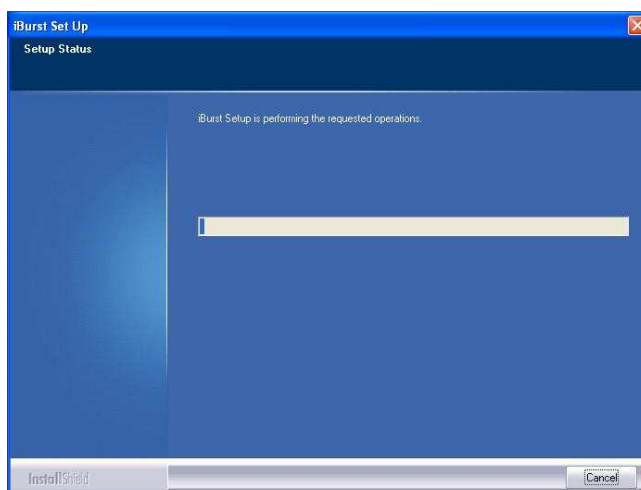 iBurst Set Up
Setup Status
iBurst Setup is performing the requested operations.
InstallShield
Cancel